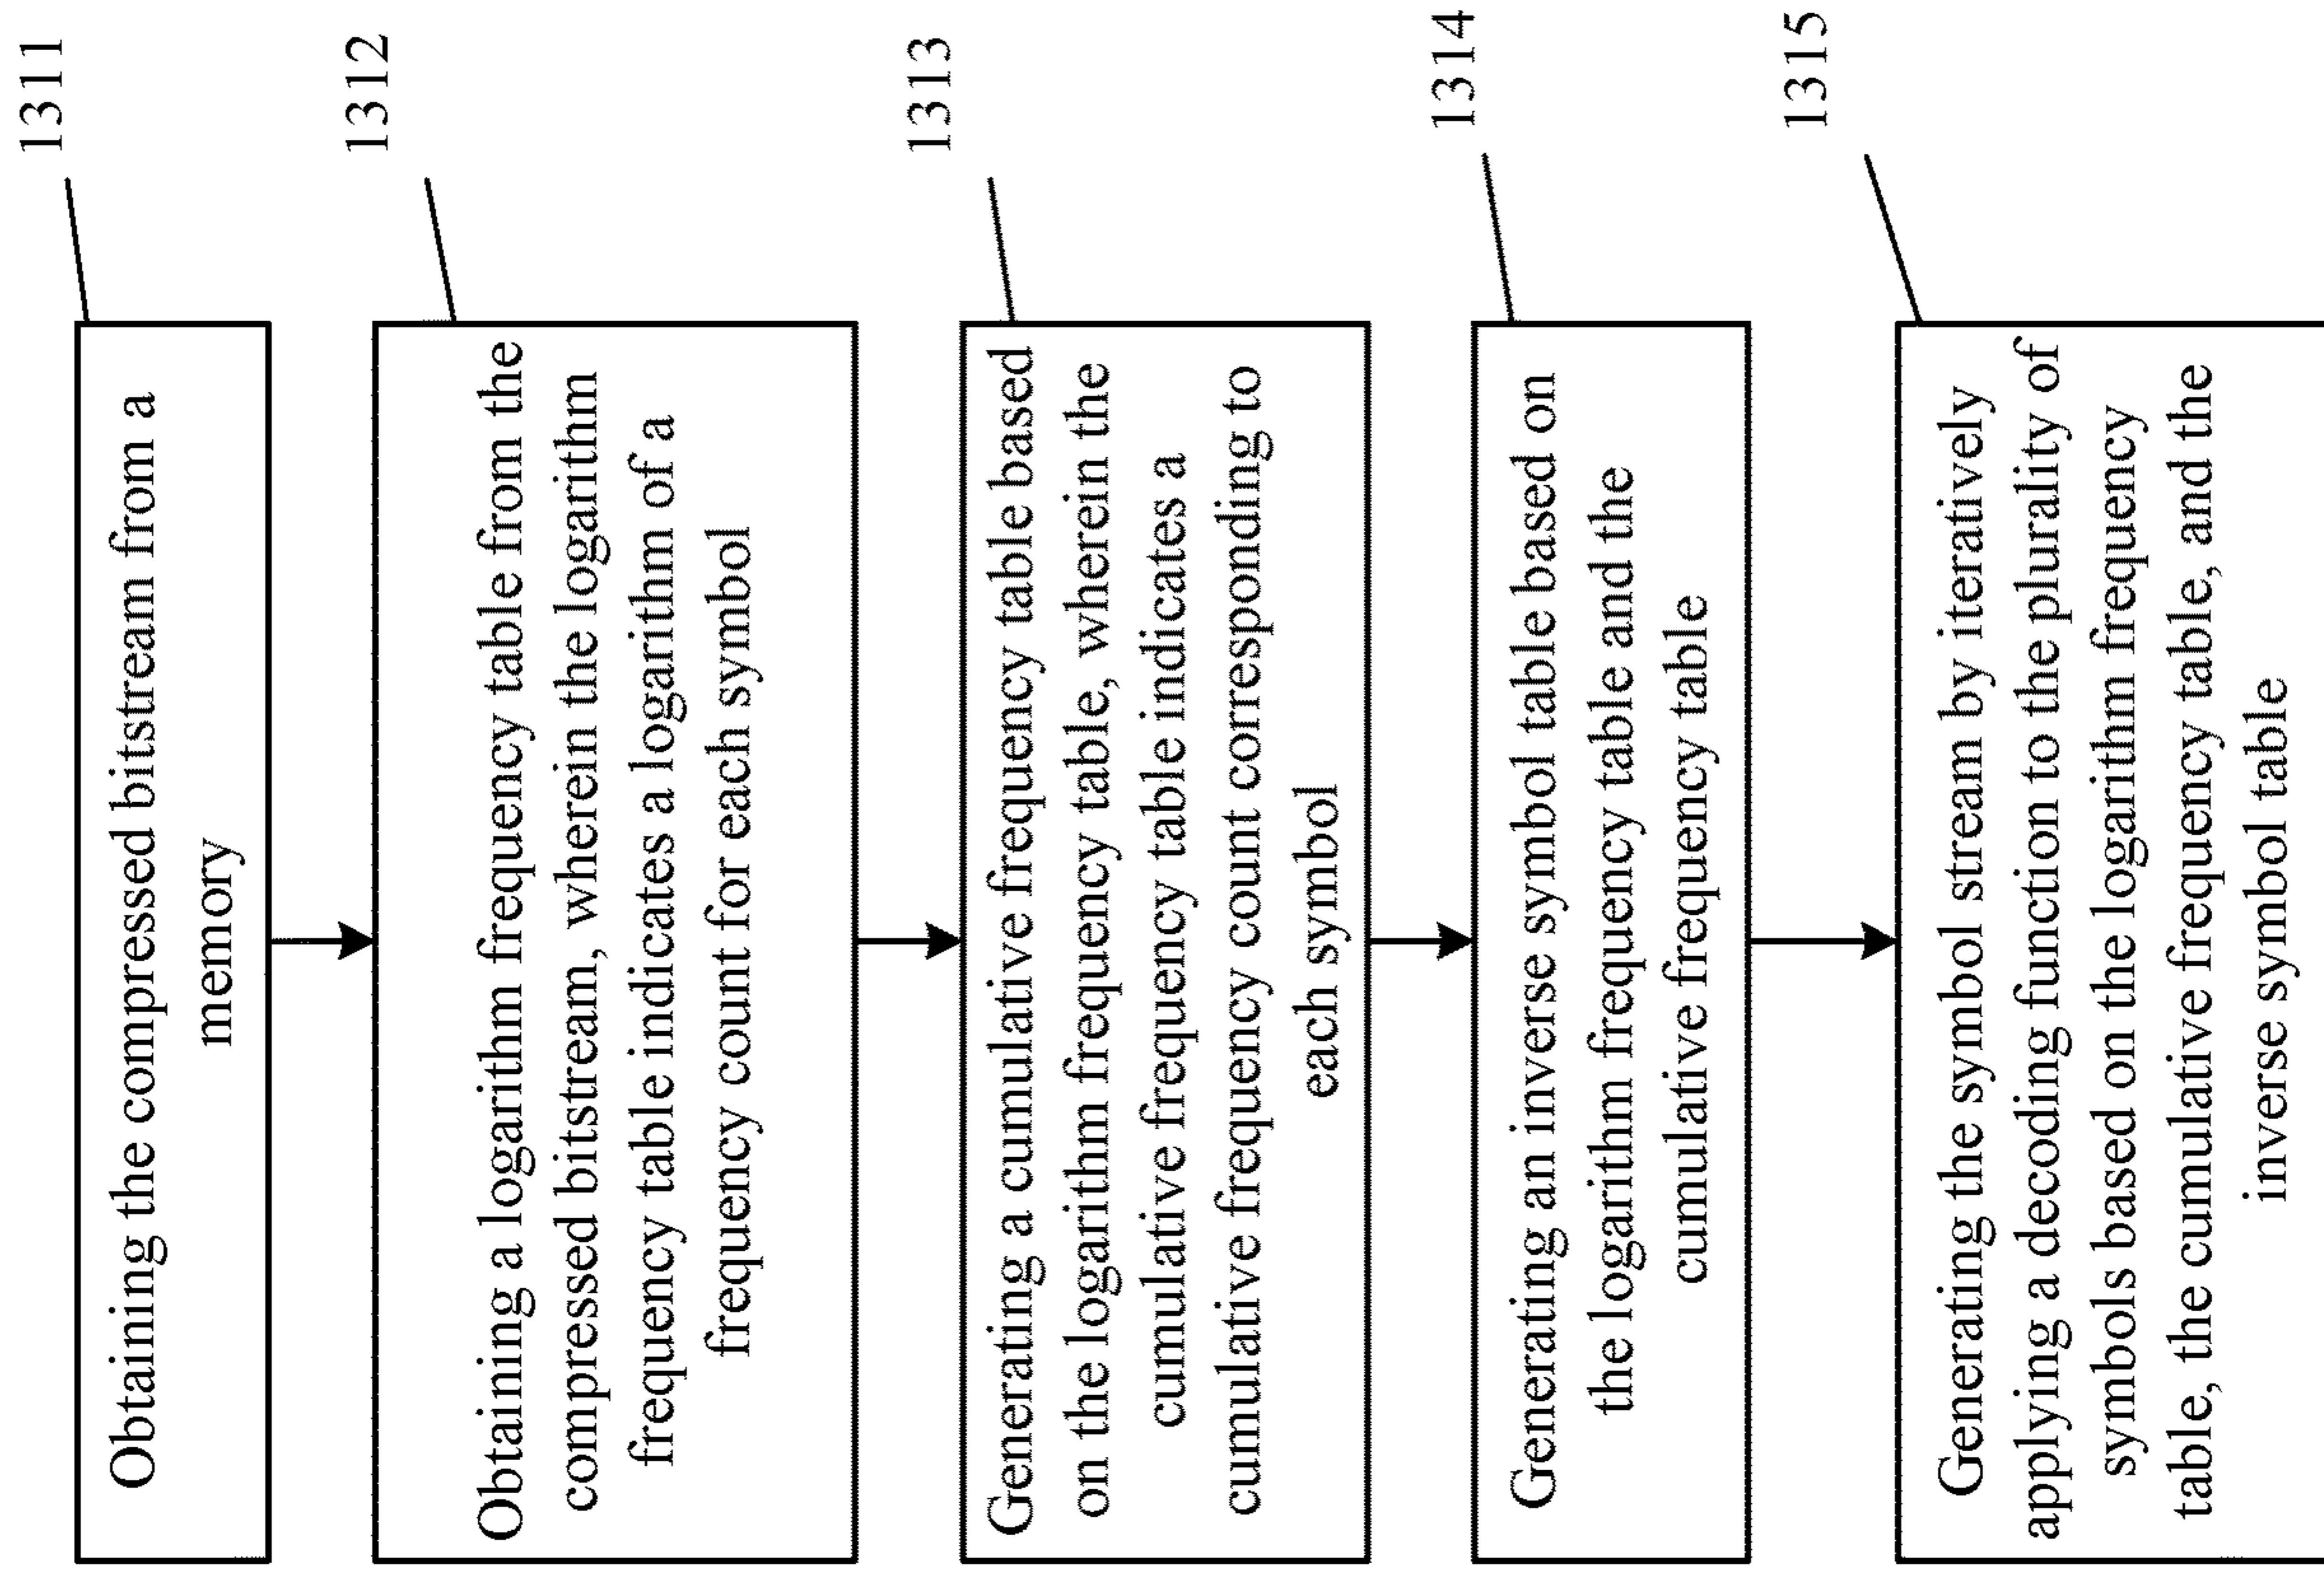 1311
Obtaining the compressed bitstream from a
memory
1312
Obtaining a logarithm frequency table from the
compressed bitstream, wherein the logarithm
frequency table indicates a logarithm of a
frequency count for each symbol
1313
Generating a cumulative frequency table based
on the logarithm frequency table, wherein the
cumulative frequency table indicates a
cumulative frequency count corresponding to
each symbol
1314
Generating an inverse symbol table based on
the logarithm frequency table and the
cumulative frequency table
1315
Generating the symbol stream by iteratively
applying a decoding function to the plurality of
symbols based on the logarithm frequency
table, the cumulative frequency table, and the
inverse symbol table